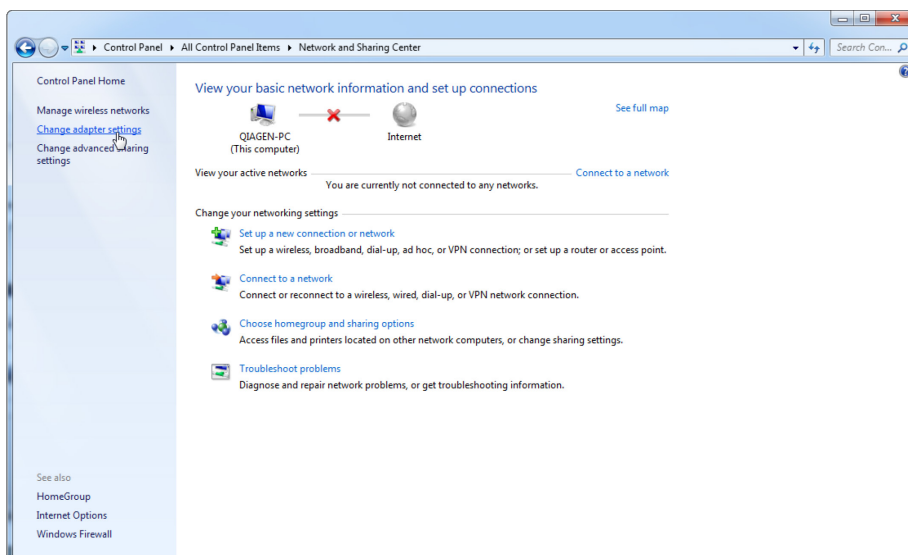 Control Panel ▸ All Control Panel Items ▸ Network and Sharing Center
Search Con...
Control Panel Home
Manage wireless networks
Change adapter settings
Change advanced sharing
settings
See also
HomeGroup
Internet Options
Windows Firewall
View your basic network information and set up connections
See full map
QIAGEN-PC
(This computer)
Internet
View your active networks
Connect to a network
You are currently not connected to any networks.
Change your networking settings
Set up a new connection or network
Set up a wireless, broadband, dial-up, ad hoc, or VPN connection; or set up a router or access point.
Connect to a network
Connect or reconnect to a wireless, wired, dial-up, or VPN network connection.
Choose homegroup and sharing options
Access files and printers located on other network computers, or change sharing settings.
Troubleshoot problems
Diagnose and repair network problems, or get troubleshooting information.